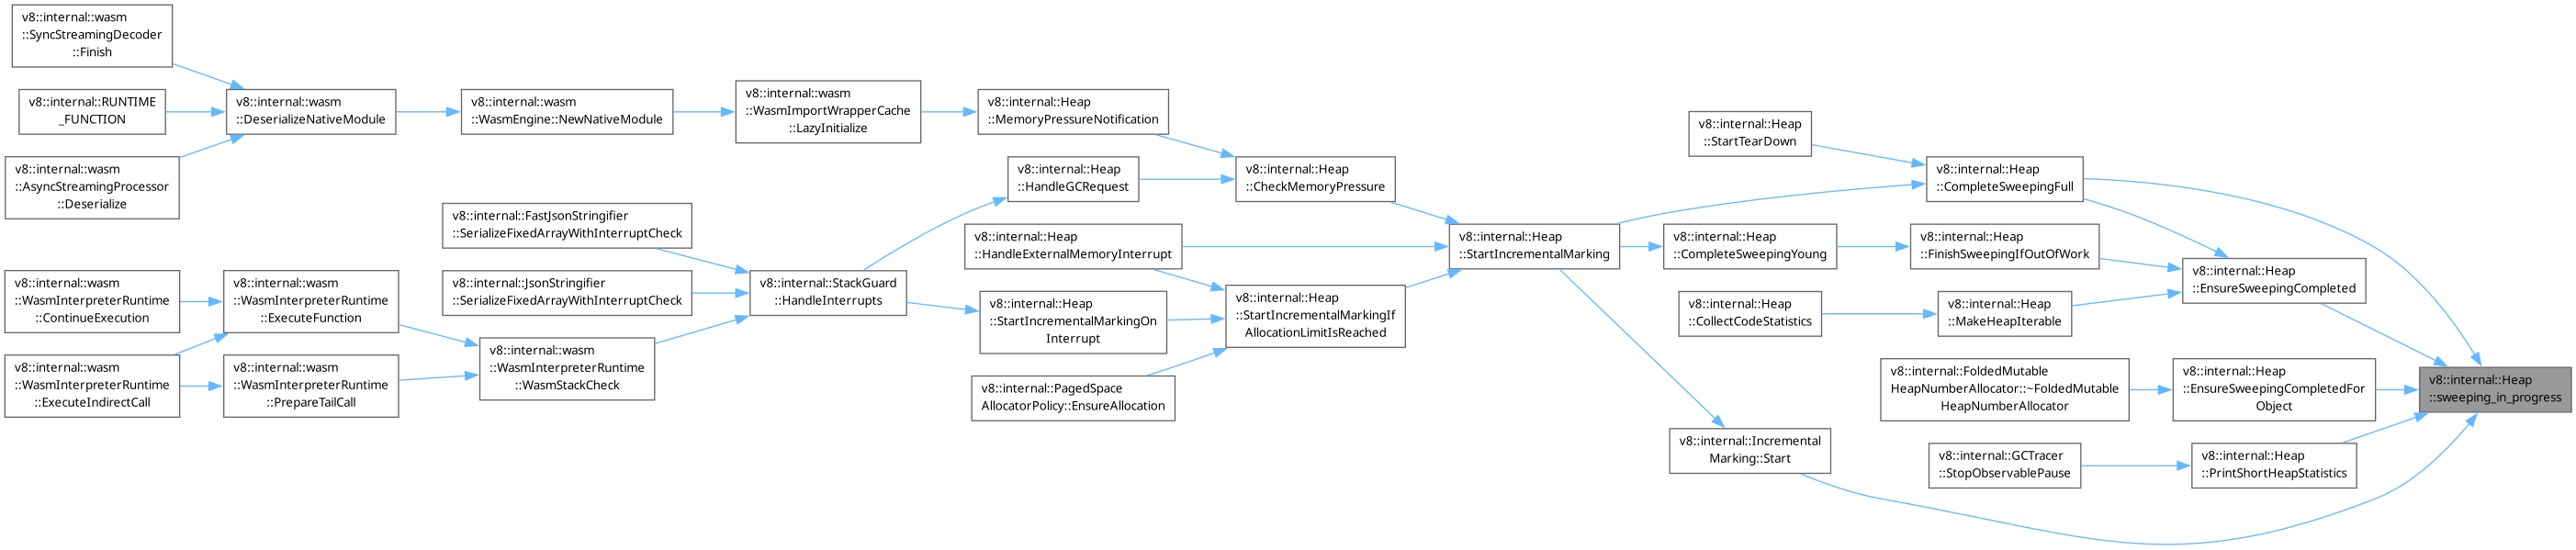 v8::internal::wasm
::SyncStreamingDecoder
::Finish
v8::internal::RUNTIME
_FUNCTION
v8::internal::wasm
::AsyncStreamingProcessor
::Deserialize
v8::internal::wasm
::DeserializeNativeModule
v8::internal::wasm
::WasmEngine::NewNativeModule
v8::internal::wasm
::WasmImportWrapperCache
::LazyInitialize
v8::internal::Heap
::MemoryPressureNotification
v8::internal::Heap
::HandleGCRequest
v8::internal::Heap
::CheckMemoryPressure
v8::internal::FastJsonStringifier
::SerializeFixedArrayWithInterruptCheck
v8::internal::JsonStringifier
::SerializeFixedArrayWithInterruptCheck
v8::internal::StackGuard
::HandleInterrupts
v8::internal::wasm
::WasmInterpreterRuntime
::ContinueExecution
v8::internal::wasm
::WasmInterpreterRuntime
::ExecuteFunction
v8::internal::wasm
::WasmInterpreterRuntime
::ExecuteIndirectCall
v8::internal::wasm
::WasmInterpreterRuntime
::PrepareTailCall
v8::internal::wasm
::WasmInterpreterRuntime
::WasmStackCheck
v8::internal::Heap
::HandleExternalMemoryInterrupt
v8::internal::Heap
::StartIncrementalMarkingOn
Interrupt
v8::internal::PagedSpace
AllocatorPolicy::EnsureAllocation
v8::internal::Heap
::StartIncrementalMarkingIf
AllocationLimitIsReached
v8::internal::Heap
::StartIncrementalMarking
v8::internal::Heap
::StartTearDown
v8::internal::Heap
::CompleteSweepingFull
v8::internal::Heap
::CompleteSweepingYoung
v8::internal::Heap
::FinishSweepingIfOutOfWork
v8::internal::Heap
::CollectCodeStatistics
v8::internal::Heap
::MakeHeapIterable
v8::internal::Heap
::EnsureSweepingCompleted
v8::internal::FoldedMutable
HeapNumberAllocator::~FoldedMutable
HeapNumberAllocator
v8::internal::Heap
::EnsureSweepingCompletedFor
Object
v8::internal::Incremental
Marking::Start
v8::internal::GCTracer
::StopObservablePause
v8::internal::Heap
::PrintShortHeapStatistics
v8::internal::Heap
::sweeping_in_progress